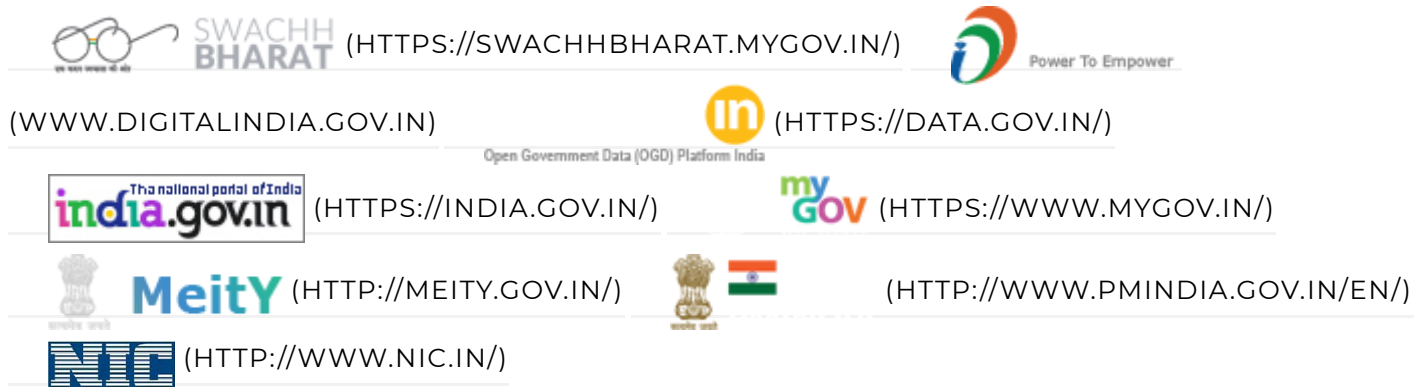 SWACHH
BHARAT (HTTPS://SWACHHBHARAT.MYGOV.IN/)
Power To Empower
(WWW.DIGITALINDIA.GOV.IN)
in (HTTPS://DATA.GOV.IN/)
Open Government Data (OGD) Platform India
The national portal of India
india.gov.in (HTTPS://INDIA.GOV.IN/)
my
GOV (HTTPS://WWW.MYGOV.IN/)
MeitY (HTTP://MEITY.GOV.IN/)
(HTTP://WWW.PMINDIA.GOV.IN/EN/)
NIC (HTTP://WWW.NIC.IN/)